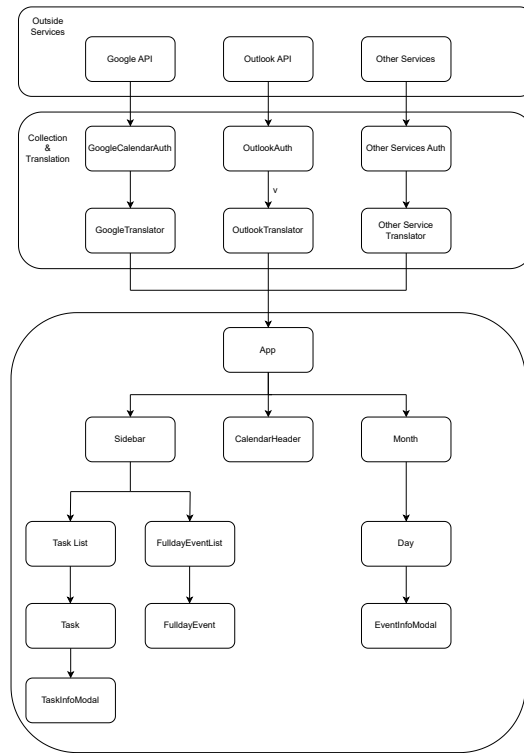 Outside
Services
Google API
Outlook API
Other Services
Collection
&
Translation
GoogleCalendarAuth
OutlookAuth
Other Services Auth
v
GoogleTranslator
OutlookTranslator
Other Service
Translator
App
Sidebar
CalendarHeader
Month
Task List
FulldayEventList
Day
Task
FulldayEvent
EventInfoModal
TaskInfoModal